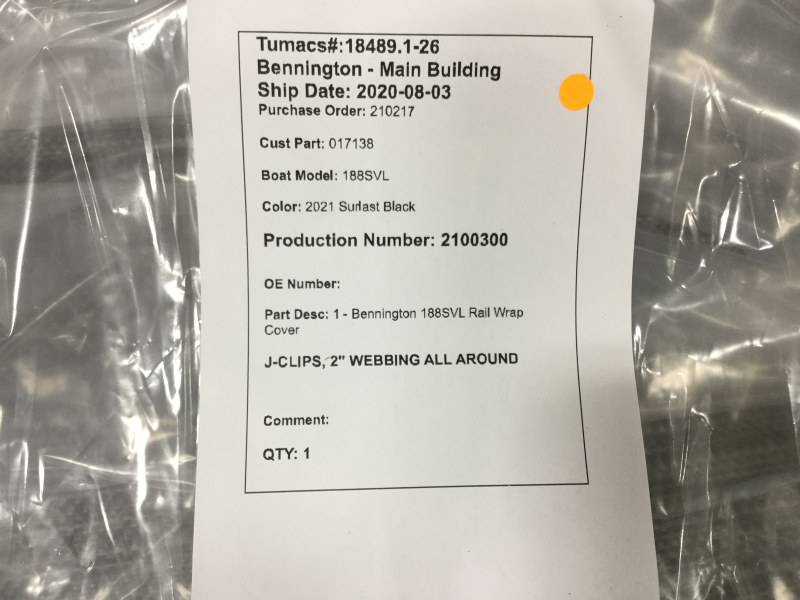 Tumacs#:18489.1-26
Bennington - Main Building
Ship Date: 2020-08-03
Purchase Order: 210217
Cust Part: 017138
Boat Model: 188SVL
Color: 2021 Surlast Black
Production Number: 2100300
OE Number:
Part Desc: 1 - Bennington 188SVL Rail Wrap
Cover
J-CLIPS, 2" WEBBING ALL AROUND
Comment:
QTY: 1